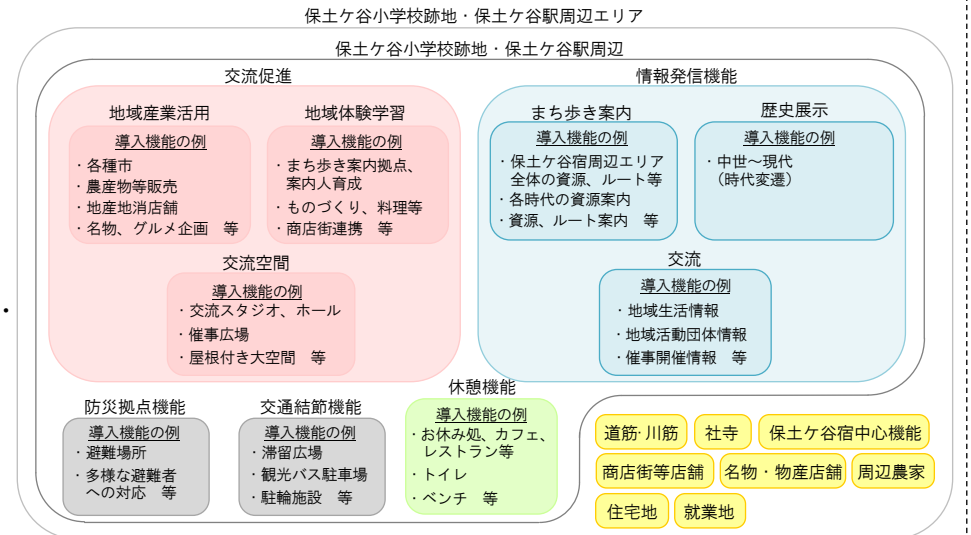 保土ケ谷小学校跡地・保土ケ谷駅周辺エリア
保土ケ谷小学校跡地・保土ケ谷駅周辺
交流促進
地域産業活用
導入機能の例
・各種市
・農産物等販売
・地産地消店舗
・名物、グルメ企画　等
地域体験学習
導入機能の例
・まち歩き案内拠点、
案内人育成
・ものづくり、料理等
・商店街連携　等
交流空間
導入機能の例
・交流スタジオ、ホール
・催事広場
・屋根付き大空間　等
情報発信機能
まち歩き案内
導入機能の例
・保土ケ谷宿周辺エリア
全体の資源、ルート等
・各時代の資源案内
・資源、ルート案内　等
歴史展示
導入機能の例
・中世～現代
（時代変遷）
交流
導入機能の例
・地域生活情報
・地域活動団体情報
・催事開催情報　等
防災拠点機能
導入機能の例
・避難場所
・多様な避難者
への対応　等
交通結節機能
導入機能の例
・滞留広場
・観光バス駐車場
・駐輪施設　等
休憩機能
導入機能の例
・お休み処、カフェ、
レストラン等
・トイレ
・ベンチ　等
道筋・川筋
社寺
保土ケ谷宿中心機能
商店街等店舗
名物・物産店舗
周辺農家
住宅地
就業地